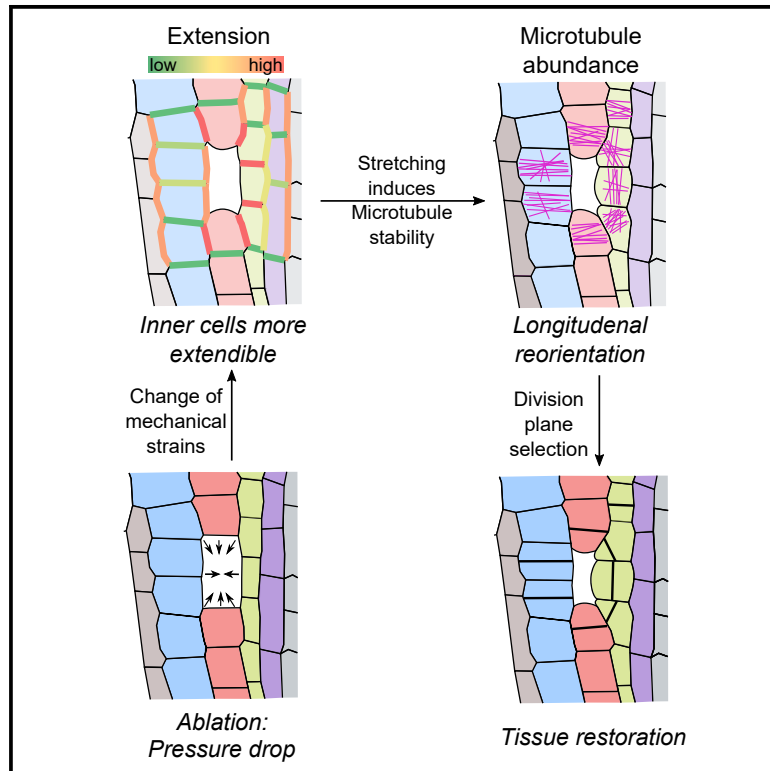 Extension
low high
Inner cells more
extendible
Stretching
induces
Microtubule
stability
Microtubule
abundance
Longitudenal
reorientation
Change of
mechanical
strains
Division
plane
selection
Ablation:
Pressure drop
Tissue restoration